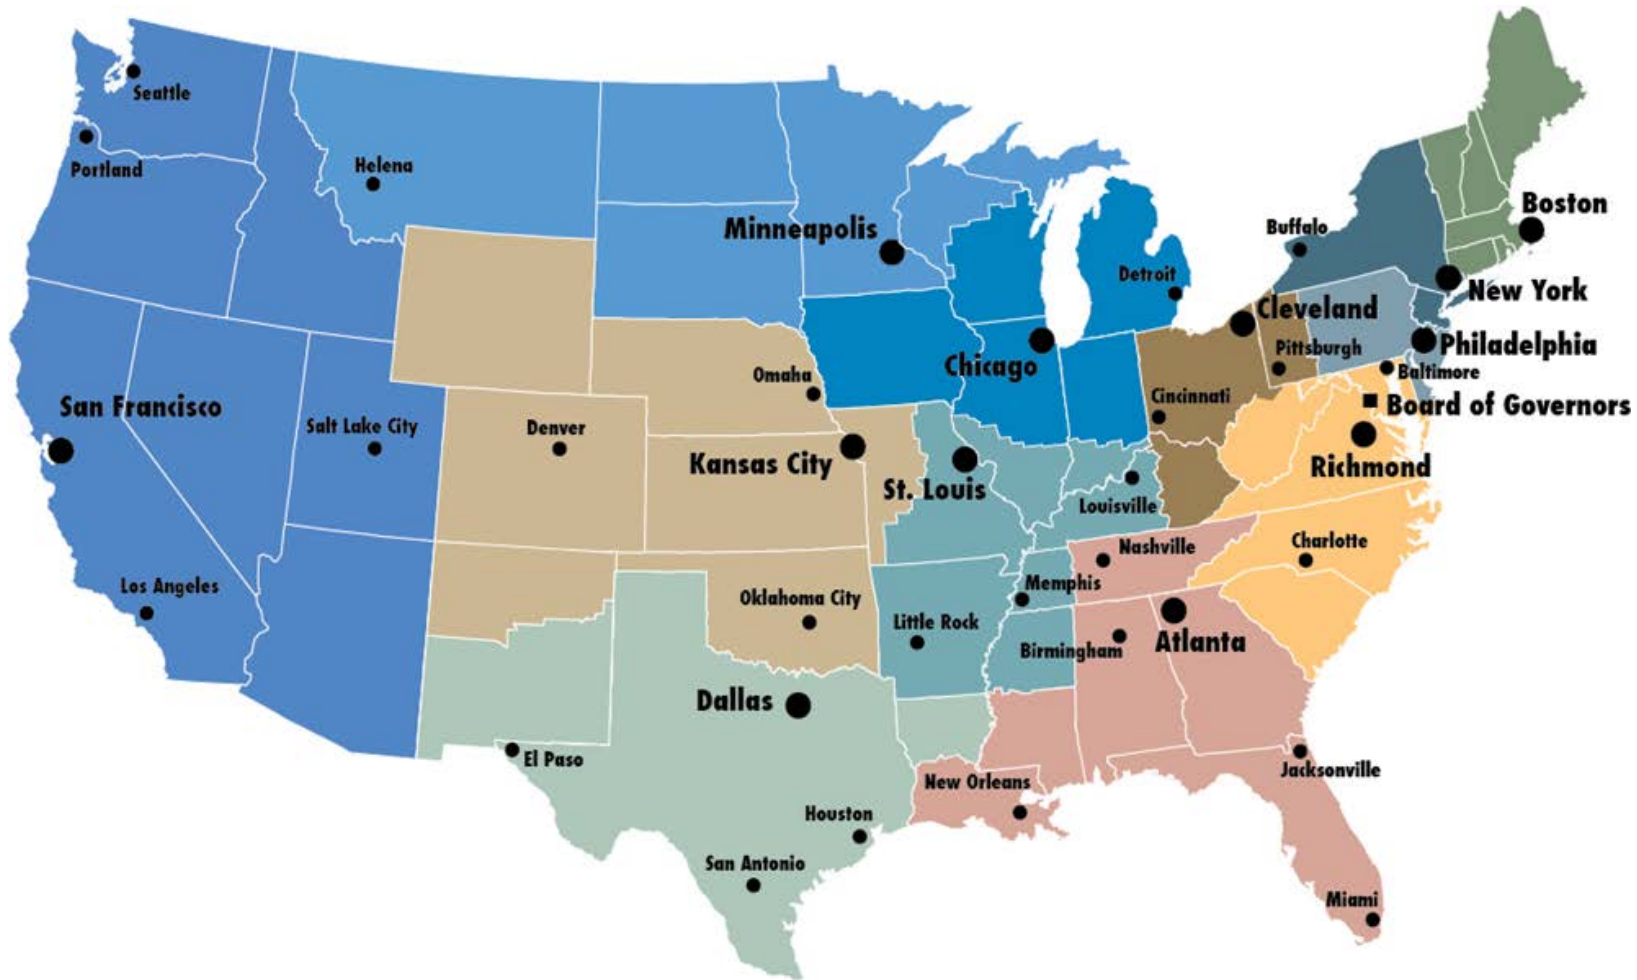 Seattle
Portland
Helena
Minneapolis
Boston
Buffalo
New York
Detroit
Cleveland
Pittsburgh
Philadelphia
Chicago
Baltimore
Omaha
Cincinnati
Board of Governors
San Francisco
Salt Lake City
Denver
Kansas City
St. Louis
Richmond
Louisville
Charlotte
Nashville
Los Angeles
Memphis
Oklahoma City
Little Rock
Birmingham
Atlanta
Dallas
El Paso
New Orleans
Jacksonville
Houston
San Antonio
Miami